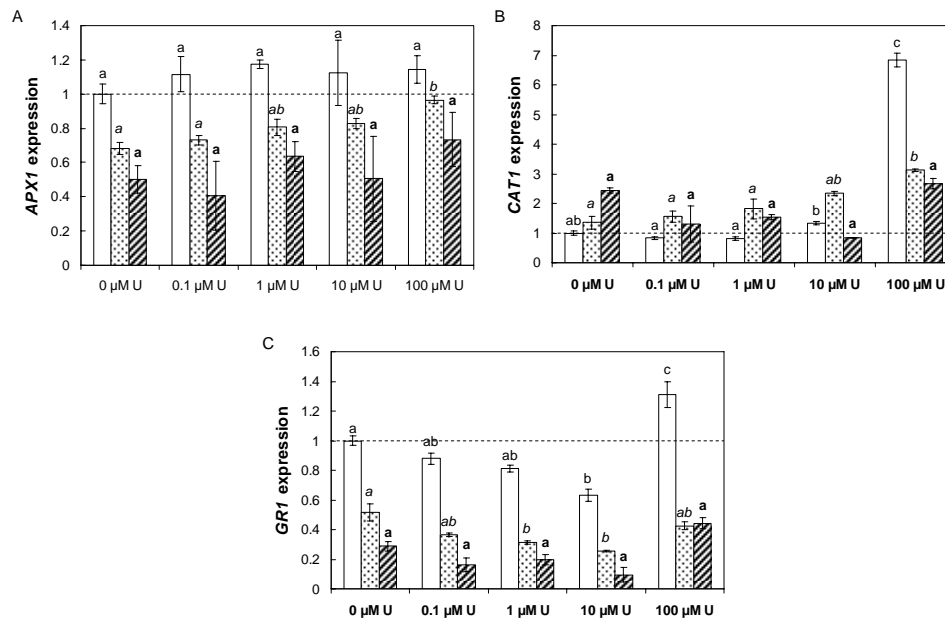 A
APX1 expression
1.4
1.2
1
0.8
0.6
0.4
0.2
0
a
a
a
a
a
a
a
ab
ab
b
a
a
a
a
a
0 µM U
0.1 µM U
1 µM U
10 µM U
100 µM U
B
CAT1 expression
8
7
6
5
4
3
2
1
0
ab
a
a
b
c
a
a
ab
ab
b
a
a
a
a
a
0 µM U
0.1 µM U
1 µM U
10 µM U
100 µM U
C
GR1 expression
1.6
1.4
1.2
1
0.8
0.6
0.4
0.2
0
a
ab
ab
b
c
a
ab
b
b
ab
a
a
a
a
a
0 µM U
0.1 µM U
1 µM U
10 µM U
100 µM U